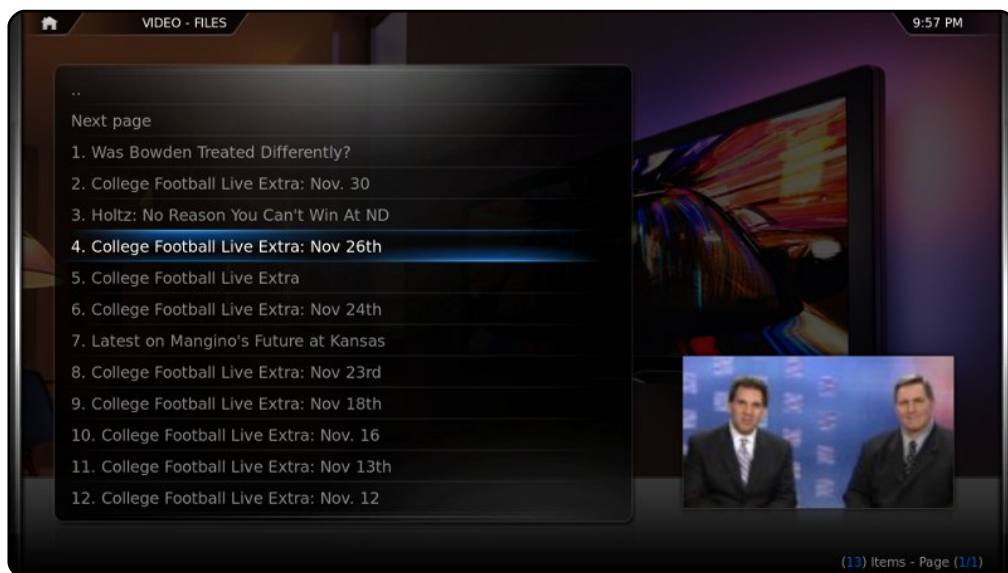 VIDEO - FILES
9:57 PM
..
Next page
1. Was Bowden Treated Differently?
2. College Football Live Extra: Nov. 30
3. Holtz: No Reason You Can't Win At ND
4. College Football Live Extra: Nov 26th
5. College Football Live Extra
6. College Football Live Extra: Nov 24th
7. Latest on Mangino's Future at Kansas
8. College Football Live Extra: Nov 23rd
9. College Football Live Extra: Nov 18th
10. College Football Live Extra: Nov. 16
11. College Football Live Extra: Nov 13th
12. College Football Live Extra: Nov. 12
(13) Items - Page (1/1)